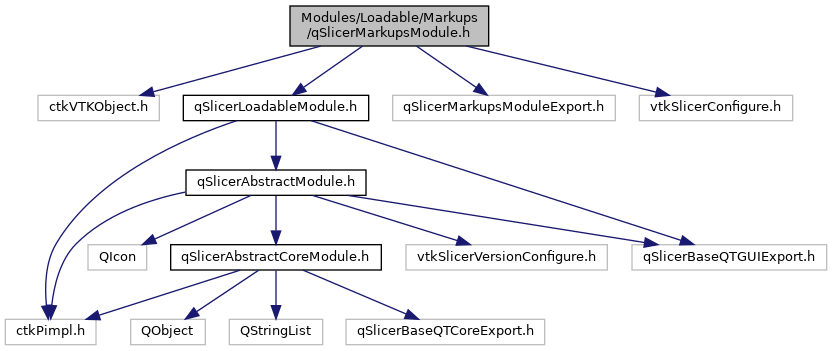 Modules/Loadable/Markups
/qSlicerMarkupsModule.h
ctkVTKObject.h
qSlicerLoadableModule.h
qSlicerMarkupsModuleExport.h
vtkSlicerConfigure.h
qSlicerAbstractModule.h
QIcon
qSlicerAbstractCoreModule.h
vtkSlicerVersionConfigure.h
qSlicerBaseQTGUIExport.h
ctkPimpl.h
QObject
QStringList
qSlicerBaseQTCoreExport.h